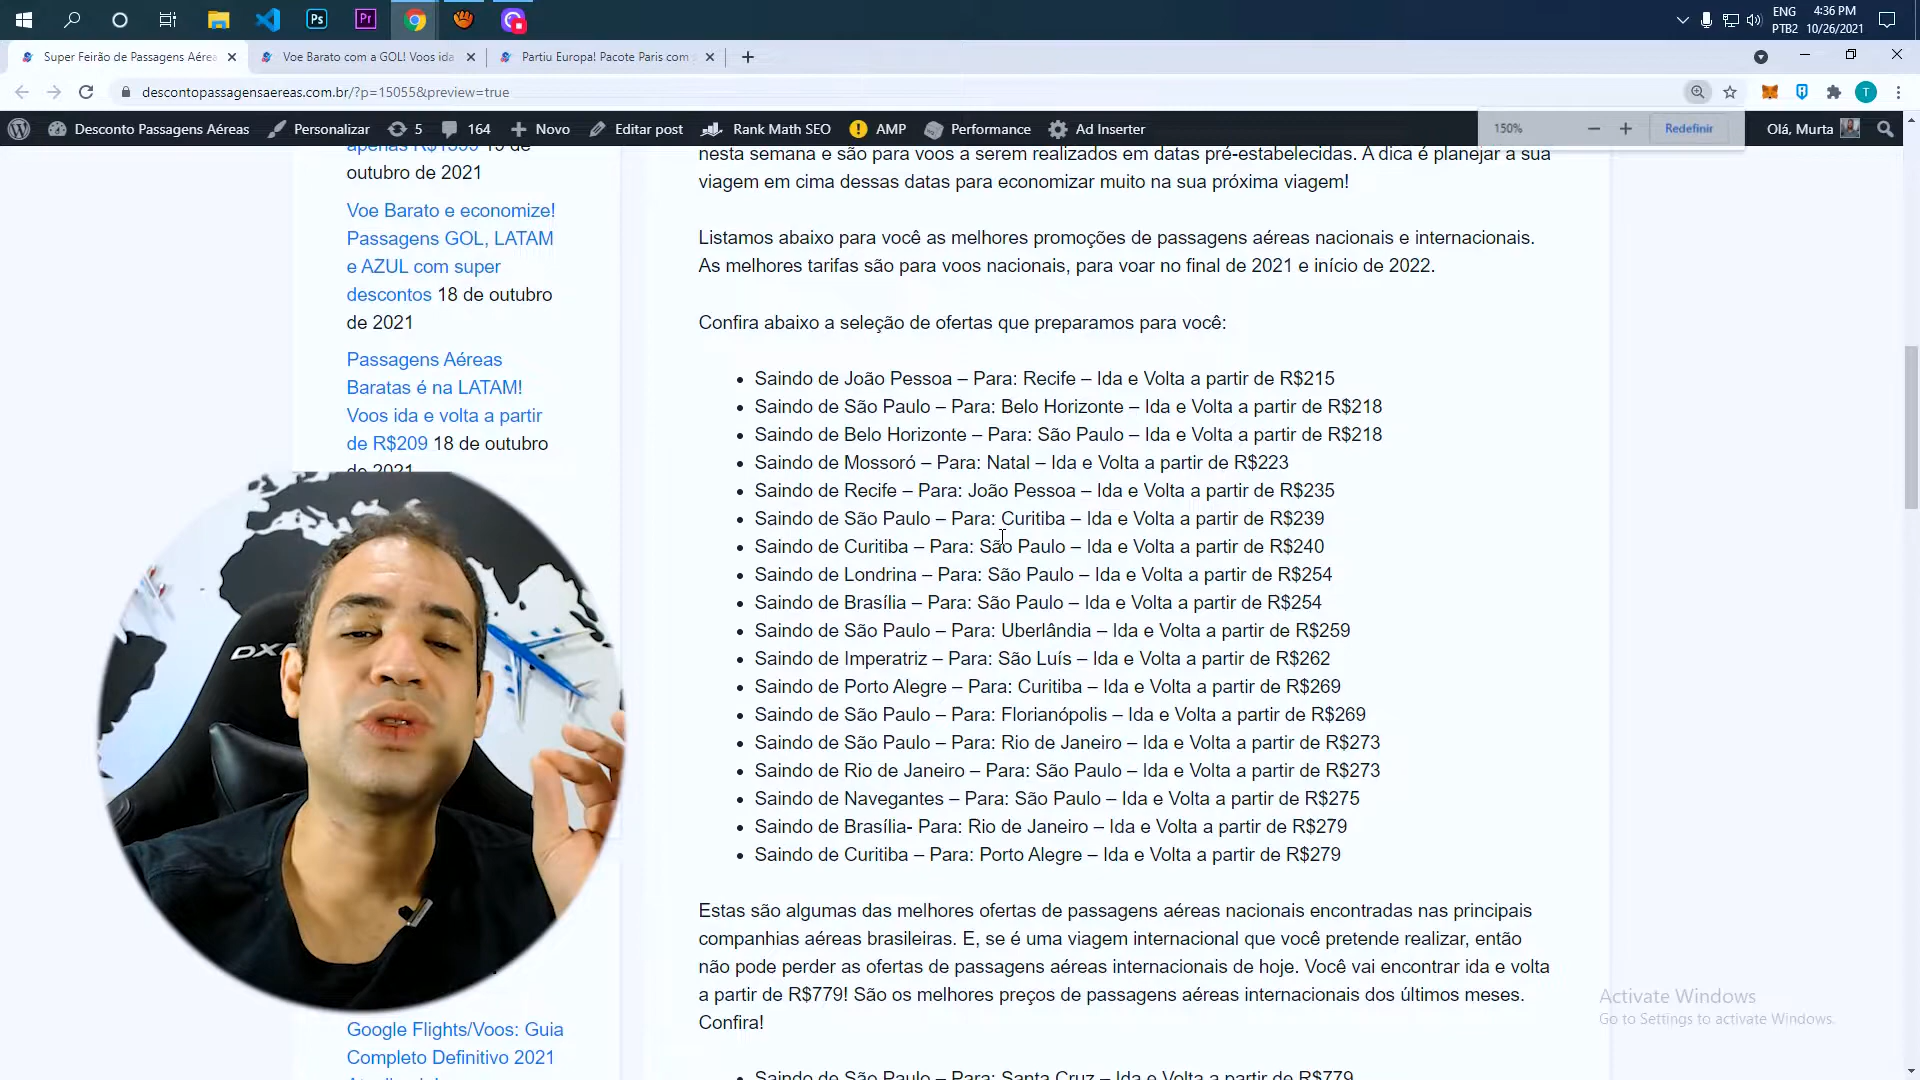 Ps
Pr
ENG
PTB2
4:36 PM
10/26/2021
Super Feirão de Passagens Aérea
Voe Barato com a GOL! Voos ida
Partiu Europa! Pacote Paris com
descontopassagensaereas.com.br/?p=15055&preview=true
T
Desconto Passagens Aéreas
Personalizar
5
164
Novo
Editar post
Rank Math SEO
AMP
Performance
Ad Inserter
150%
Redefinir
Olá, Murta
apenas R$1399 19 de
outubro de 2021
Voe Barato e economize!
Passagens GOL, LATAM
e AZUL com super
descontos 18 de outubro
de 2021
Passagens Aéreas
Baratas é na LATAM!
Voos ida e volta a partir
de R$209 18 de outubro
de 2021
Google Flights/Voos: Guia
Completo Definitivo 2021
nesta semana e são para voos a serem realizados em datas pré-estabelecidas. A dica é planejar a sua
viagem em cima dessas datas para economizar muito na sua próxima viagem!
Listamos abaixo para você as melhores promoções de passagens aéreas nacionais e internacionais.
As melhores tarifas são para voos nacionais, para voar no final de 2021 e início de 2022.
Confira abaixo a seleção de ofertas que preparamos para você:
• Saindo de João Pessoa – Para: Recife – Ida e Volta a partir de R$215
• Saindo de São Paulo – Para: Belo Horizonte – Ida e Volta a partir de R$218
• Saindo de Belo Horizonte – Para: São Paulo – Ida e Volta a partir de R$218
• Saindo de Mossoró – Para: Natal – Ida e Volta a partir de R$223
• Saindo de Recife – Para: João Pessoa – Ida e Volta a partir de R$235
• Saindo de São Paulo – Para: Curitiba – Ida e Volta a partir de R$239
• Saindo de Curitiba – Para: São Paulo – Ida e Volta a partir de R$240
• Saindo de Londrina – Para: São Paulo – Ida e Volta a partir de R$254
• Saindo de Brasília – Para: São Paulo – Ida e Volta a partir de R$254
• Saindo de São Paulo – Para: Uberlândia – Ida e Volta a partir de R$259
• Saindo de Imperatriz – Para: São Luís – Ida e Volta a partir de R$262
• Saindo de Porto Alegre – Para: Curitiba – Ida e Volta a partir de R$269
• Saindo de São Paulo – Para: Florianópolis – Ida e Volta a partir de R$269
• Saindo de São Paulo – Para: Rio de Janeiro – Ida e Volta a partir de R$273
• Saindo de Rio de Janeiro – Para: São Paulo – Ida e Volta a partir de R$273
• Saindo de Navegantes – Para: São Paulo – Ida e Volta a partir de R$275
• Saindo de Brasília- Para: Rio de Janeiro – Ida e Volta a partir de R$279
• Saindo de Curitiba – Para: Porto Alegre – Ida e Volta a partir de R$279
Estas são algumas das melhores ofertas de passagens aéreas nacionais encontradas nas principais
companhias aéreas brasileiras. E, se é uma viagem internacional que você pretende realizar, então
não pode perder as ofertas de passagens aéreas internacionais de hoje. Você vai encontrar ida e volta
a partir de R$779! São os melhores preços de passagens aéreas internacionais dos últimos meses.
Confira!
• Saindo de São Paulo – Para: Santa Cruz – Ida e Volta a partir de R$779
Activate Windows
Go to Settings to activate Windows.